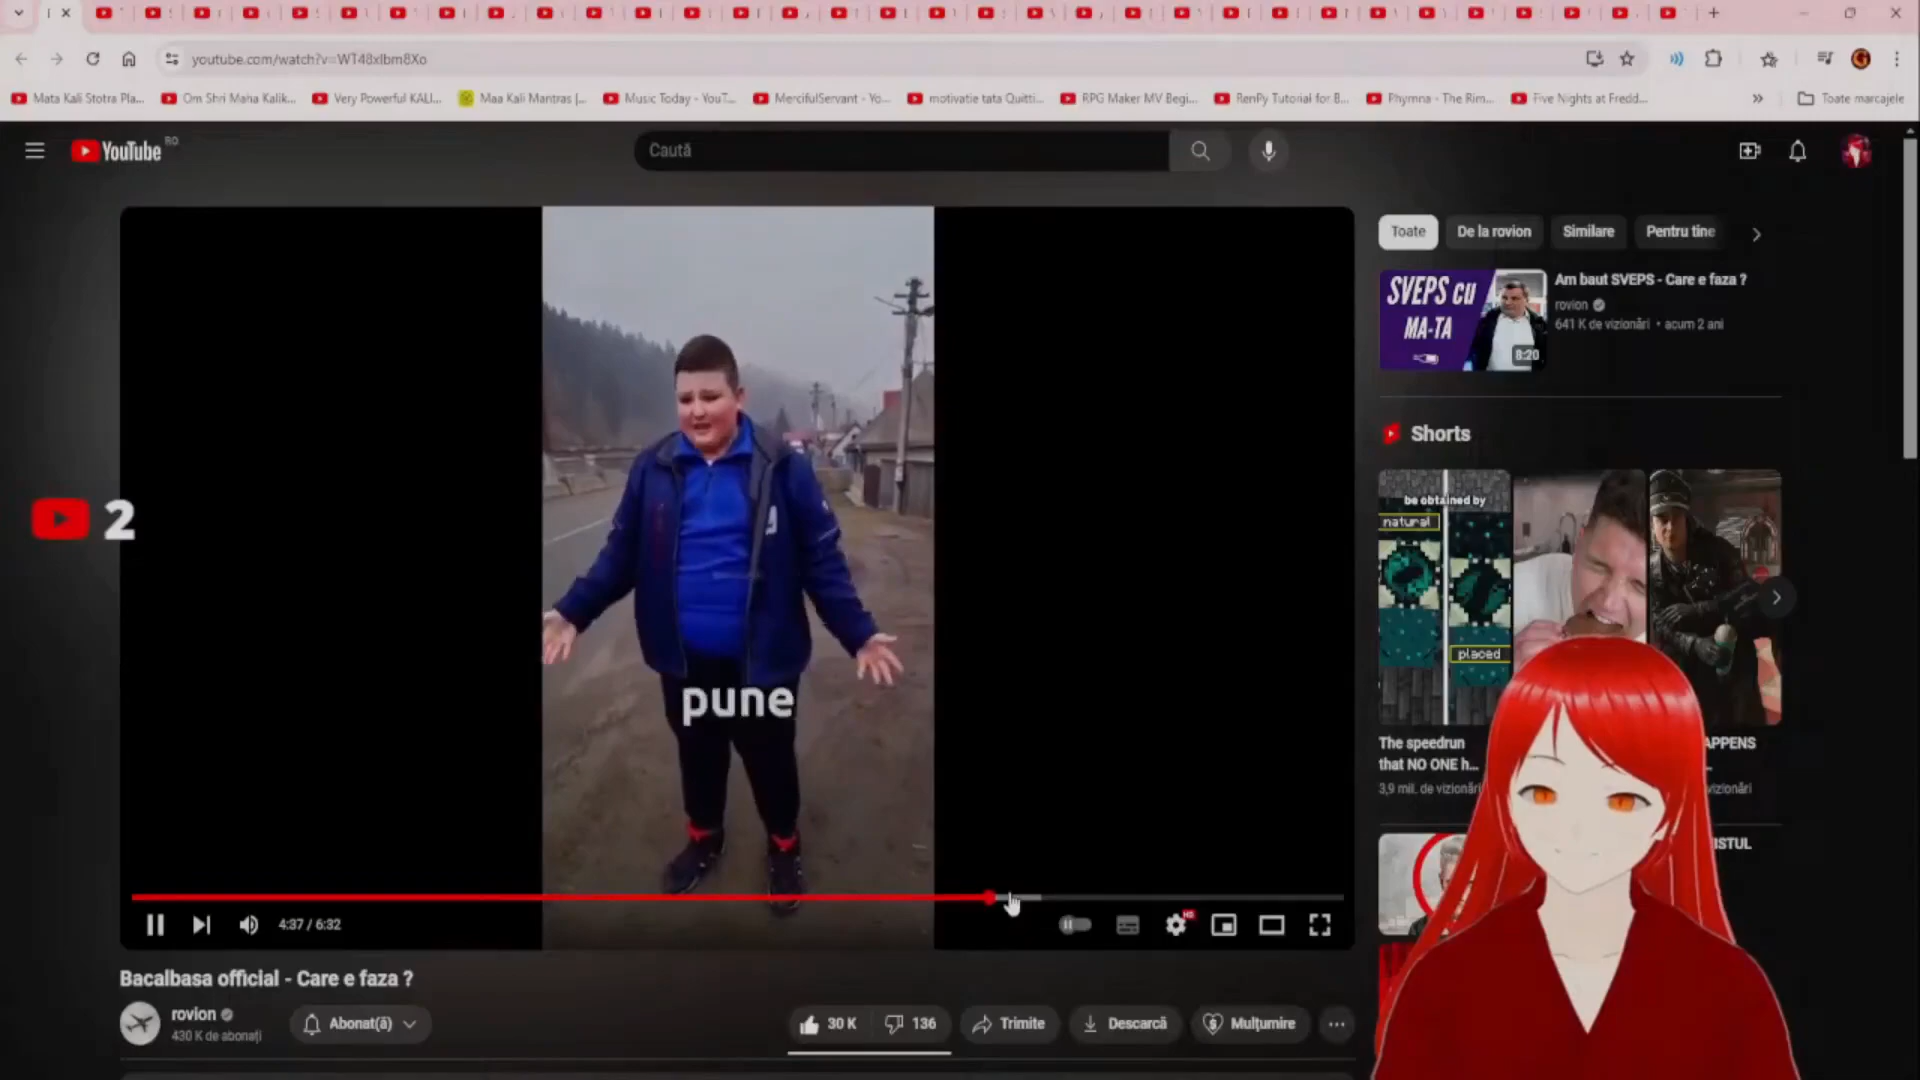 youtube.com/watch?v=WT48xlbm8Xo
Mata Kali Stotra Pla...
Om Shri Maha Kalik...
Very Powerful KALI...
Maa Kali Mantras |...
Music Today - YouT...
MercifulServant - Yo...
motivatie tata Quitti...
RPG Maker MV Begi...
RenPy Tutorial for B...
Phymna - The Rim...
Five Nights at Fredd...
»
Toate marcajele
YouTube RO
Caută
Toate
De la rovion
Similare
Pentru tine
SVEPS cu
MA-TA
8:20
Am baut SVEPS - Care e faza ?
rovion
641 K de vizionări • acum 2 ani
Shorts
be obtained by
natural
placed
2
pune
The speedrun
that NO ONE h...
3,9 mil. de vizionări
APPENS
...
vizionări
ISTUL
4:37 / 6:32
HD
Bacalbasa official - Care e faza ?
rovion
430 K de abonați
Abonat(ă)
30 K
136
Trimite
Descarcă
Mulțumire